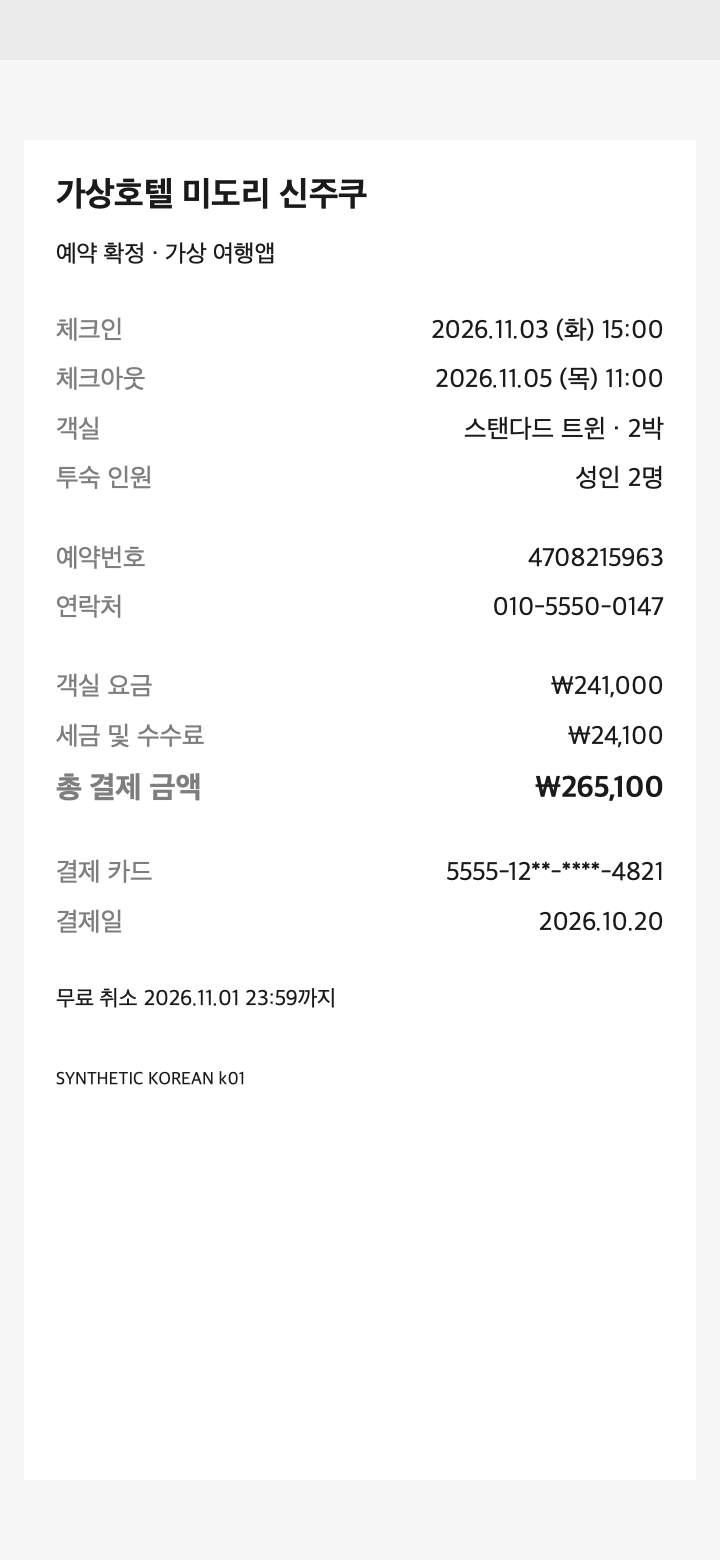 가상호텔 미도리 신주쿠
예약 확정 · 가상 여행앱
체크인 2026.11.03 (화) 15:00
체크아웃 2026.11.05 (목) 11:00
객실 스탠다드 트윈 · 2박
투숙 인원 성인 2명
예약번호 4708215963
연락처 010-5550-0147
객실 요금 ₩241,000
세금 및 수수료 ₩24,100
총 결제 금액 ₩265,100
결제 카드 5555-12**-****-4821
결제일 2026.10.20
무료 취소 2026.11.01 23:59까지
SYNTHETIC KOREAN k01